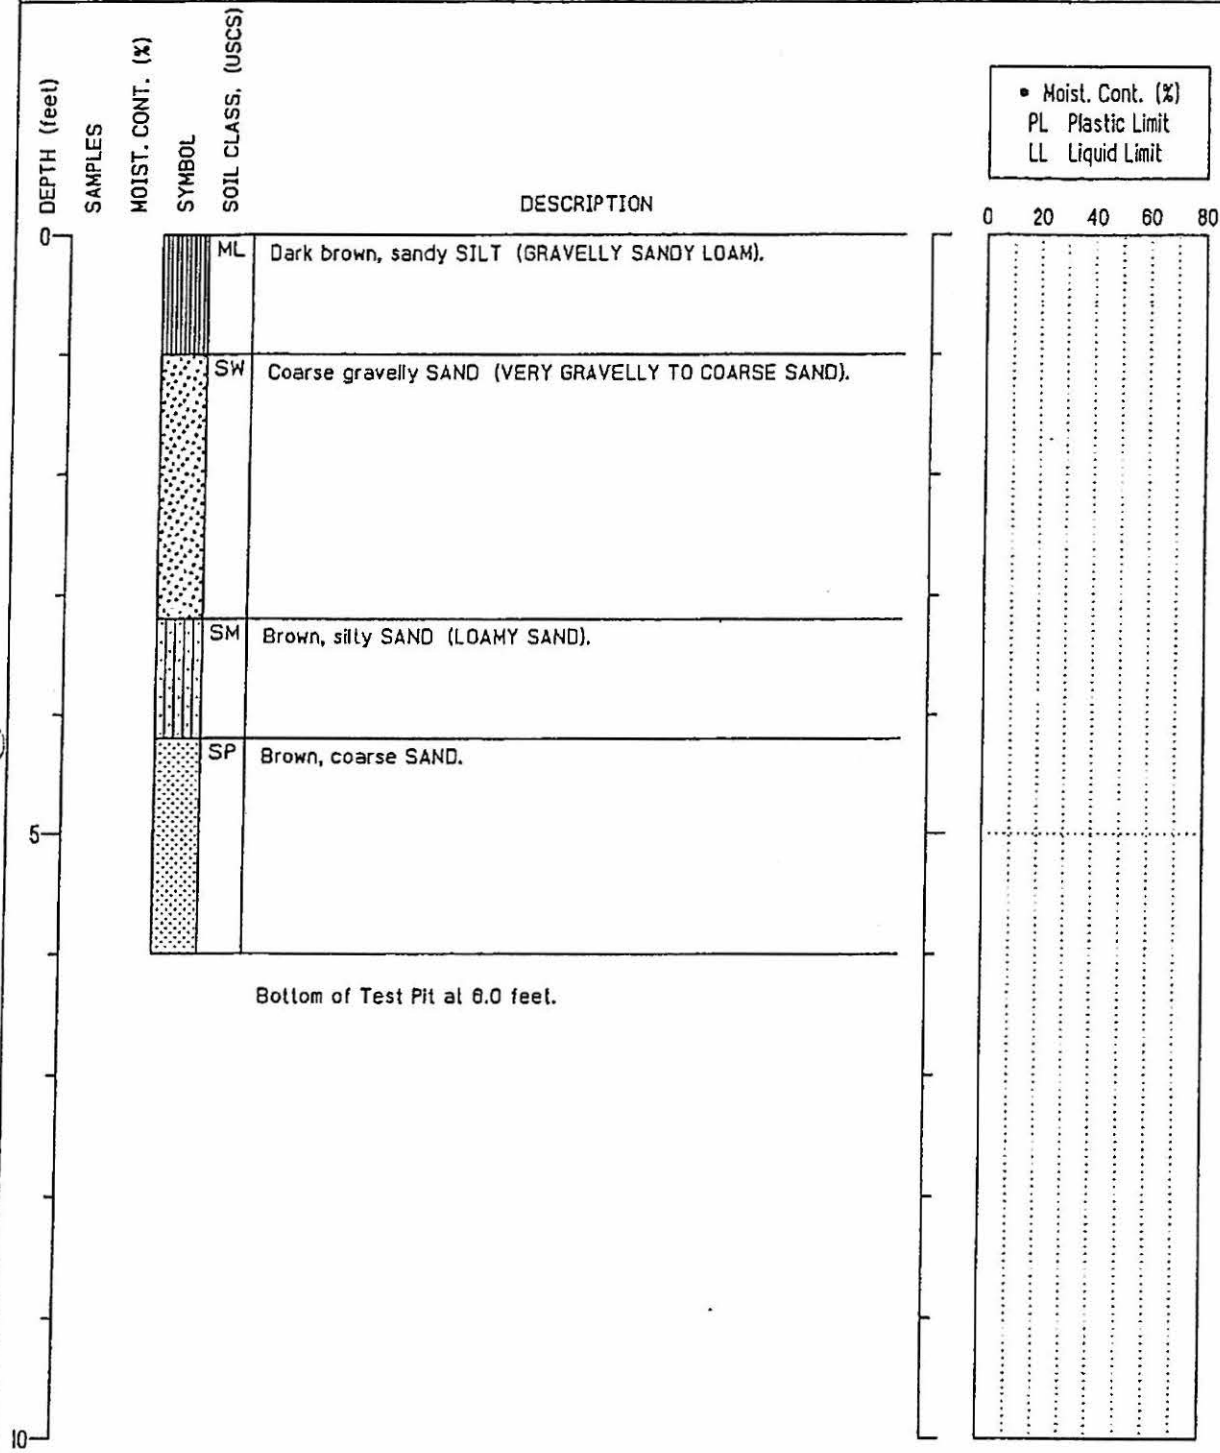 DEPTH (feet)
SAMPLES
MOIST. CONT. (%)
SYMBOL
SOIL CLASS. (USCS)
DESCRIPTION
• Moist. Cont. (%)
PL Plastic Limit
LL Liquid Limit
0 20 40 60 80
0
ML Dark brown, sandy SILT (GRAVELLY SANDY LOAM).
SW Coarse gravelly SAND (VERY GRAVELLY TO COARSE SAND).
SM Brown, silty SAND (LOAMY SAND).
SP Brown, coarse SAND.
5
Bottom of Test Pit at 6.0 feet.
10